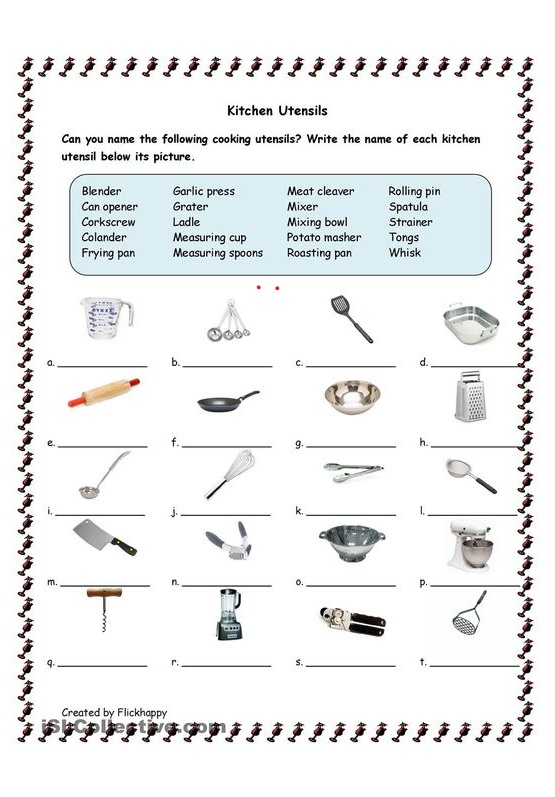 Kitchen Utensils
Can you name the following cooking utensils? Write the name of each kitchen
utensil below its picture.
Blender Garlic press Meat cleaver Rolling pin
Can opener Grater Mixer Spatula
Corkscrew Ladle Mixing bowl Strainer
Colander Measuring cup Potato masher Tongs
Frying pan Measuring spoons Roasting pan Whisk
PYREX
a. b. c. d.
e. f. g. h.
i. j. k. l.
m. n. o. p.
q. r. s. t.
Created by Flickhappy
iSLCollective.com